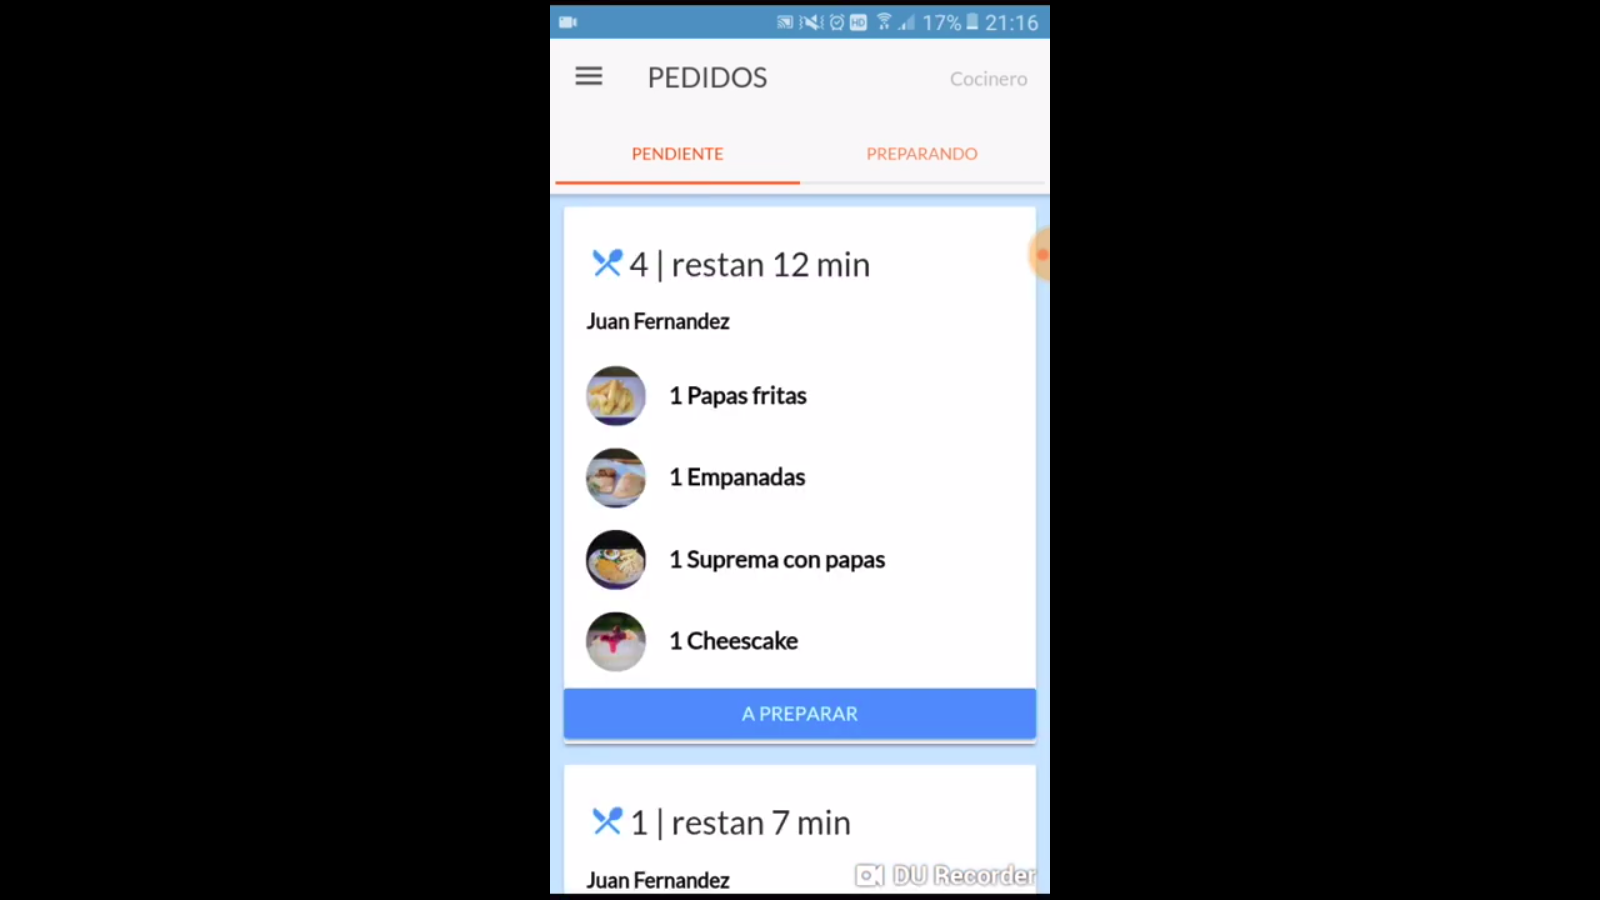 HD 17% 21:16
PEDIDOS Cocinero
PENDIENTE PREPARANDO
4 | restan 12 min
Juan Fernandez
1 Papas fritas
1 Empanadas
1 Suprema con papas
1 Cheescake
A PREPARAR
1 | restan 7 min
Juan Fernandez
DU Recorder